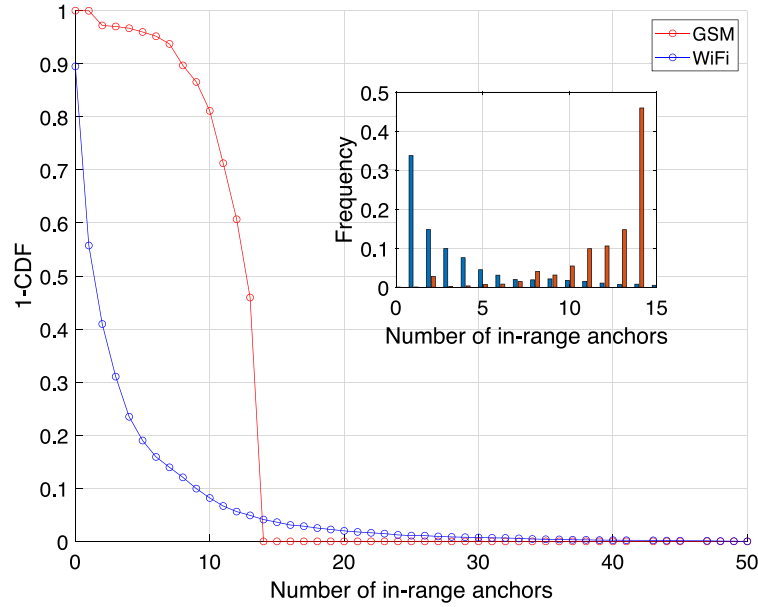 1
0.9
0.8
0.7
0.6
0.5
0.4
0.3
0.2
0.1
0
1-CDF
0 10 20 30 40 50
Number of in-range anchors
GSM
WiFi
0.5
0.4
0.3
0.2
0.1
0
Frequency
0 5 10 15
Number of in-range anchors